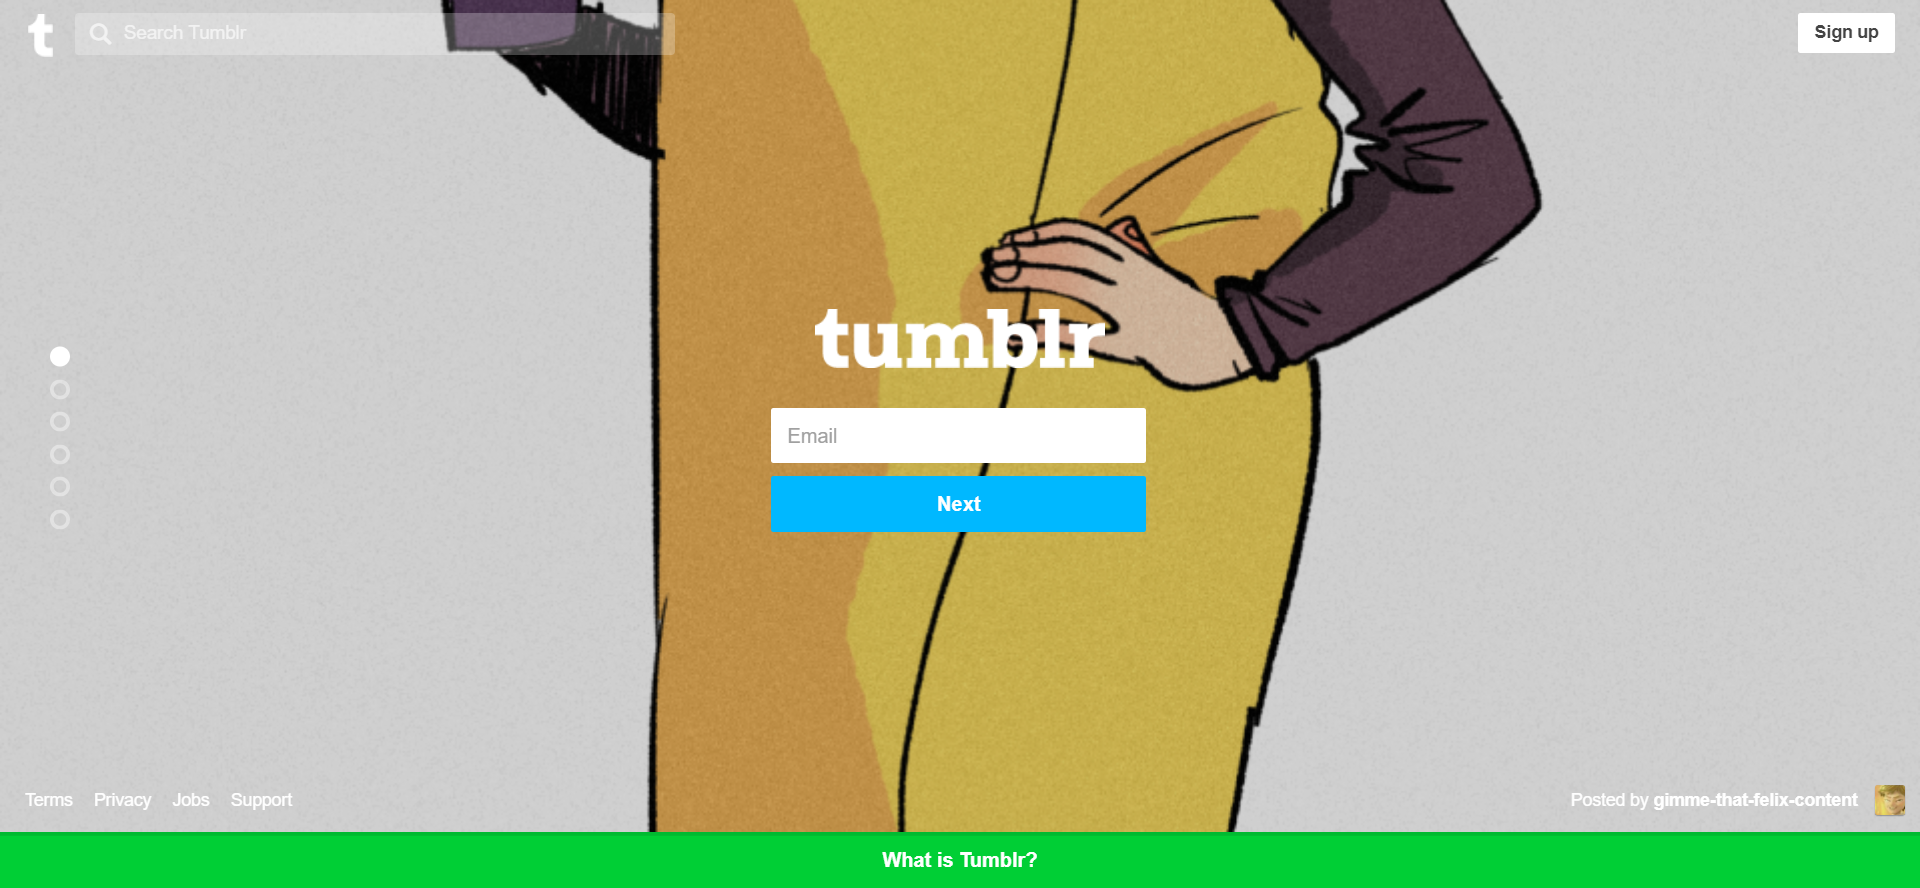 t
Search Tumblr
Sign up
tumblr
Email
Next
Terms Privacy Jobs Support
Posted by gimme-that-felix-content
What is Tumblr?